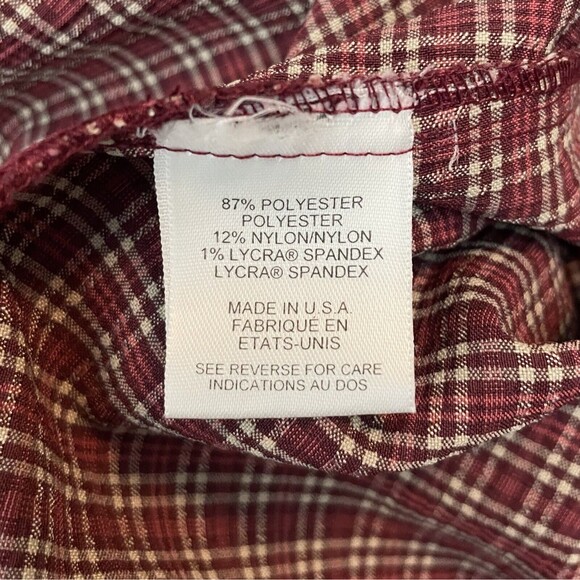 87% POLYESTER
POLYESTER
12% NYLON/NYLON
1% LYCRA® SPANDEX
LYCRA® SPANDEX
MADE IN U.S.A.
FABRIQUÉ EN
ETATS-UNIS
SEE REVERSE FOR CARE
INDICATIONS AU DOS